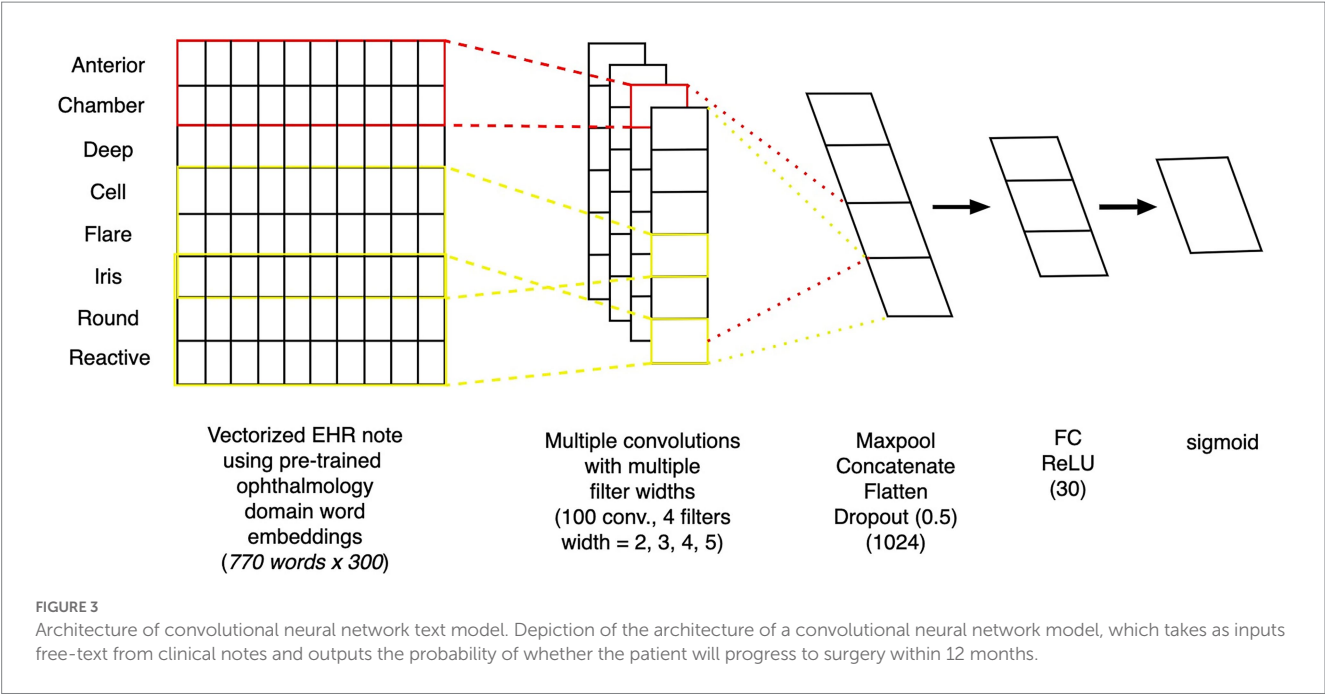 Anterior
Chamber
Deep
Cell
Flare
Iris
Round
Reactive
Vectorized EHR note
using pre-trained
ophthalmology
domain word
embeddings
(770 words x 300)
Multiple convolutions
with multiple
filter widths
(100 conv., 4 filters
width = 2, 3, 4, 5)
Maxpool
Concatenate
Flatten
Dropout (0.5)
(1024)
FC
ReLU
(30)
sigmoid
FIGURE 3
Architecture of convolutional neural network text model. Depiction of the architecture of a convolutional neural network model, which takes as inputs
free-text from clinical notes and outputs the probability of whether the patient will progress to surgery within 12 months.